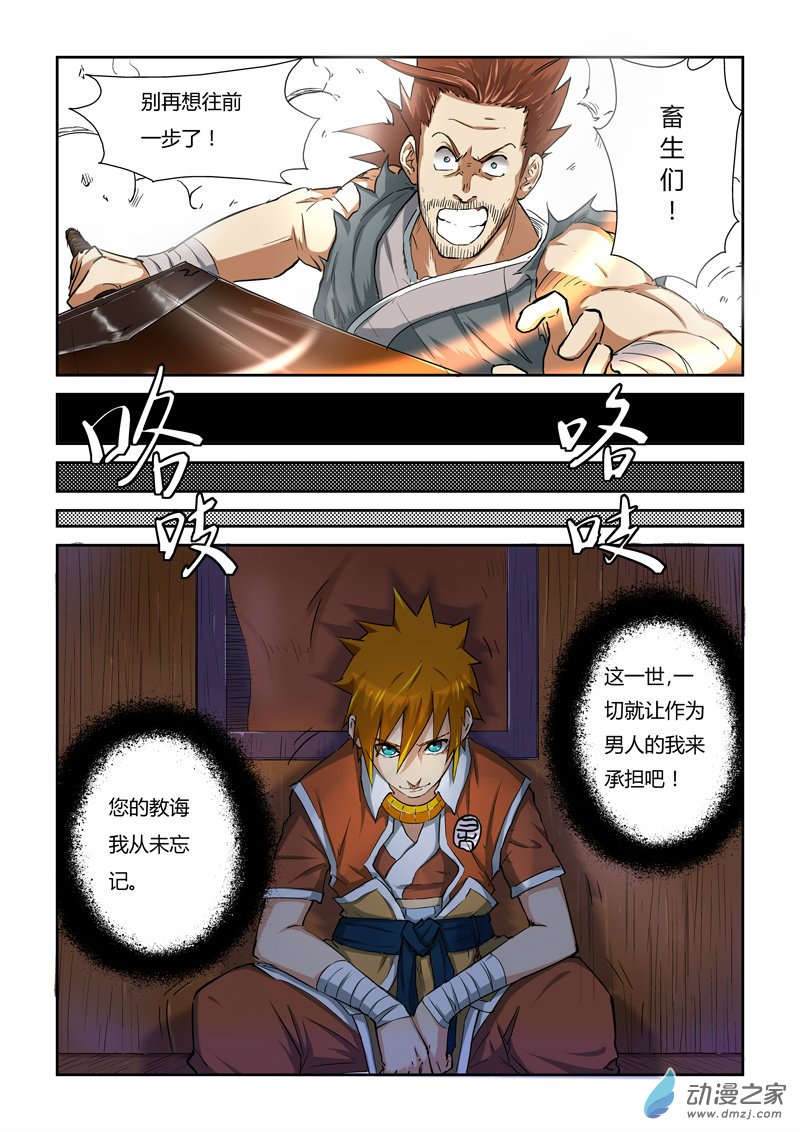 畜生们！
别再想往前
一步了！
咯吱
咯吱
这一世,一
切就让作为
男人的我来
承担吧！
您的教诲
我从未忘
记。
动漫之家
www.dmzj.com